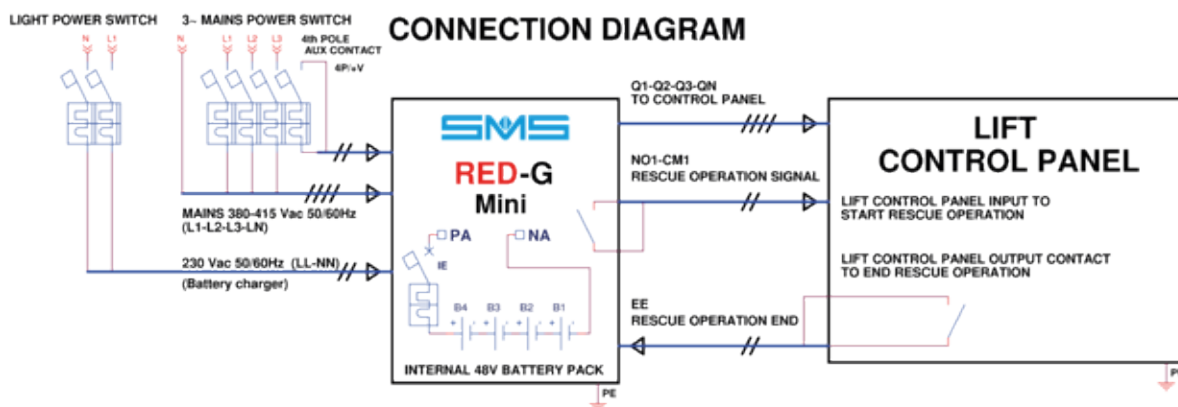 LIGHT POWER SWITCH
3~ MAINS POWER SWITCH
CONNECTION DIAGRAM
N L1
N L1 L2 L3
4th POLE
AUX CONTACT
4P/+V
Q1-Q2-Q3-QN
TO CONTROL PANEL
SMS
RED-G
Mini
LIFT
CONTROL PANEL
NO1-CM1
RESCUE OPERATION SIGNAL
LIFT CONTROL PANEL INPUT TO
START RESCUE OPERATION
MAINS 380-415 Vac 50/60Hz
(L1-L2-L3-LN)
PA
NA
IE
230 Vac 50/60Hz (LL-NN)
(Battery charger)
LIFT CONTROL PANEL OUTPUT CONTACT
TO END RESCUE OPERATION
B4 B3 B2 B1
+ - + - + - + -
EE
RESCUE OPERATION END
INTERNAL 48V BATTERY PACK
PE